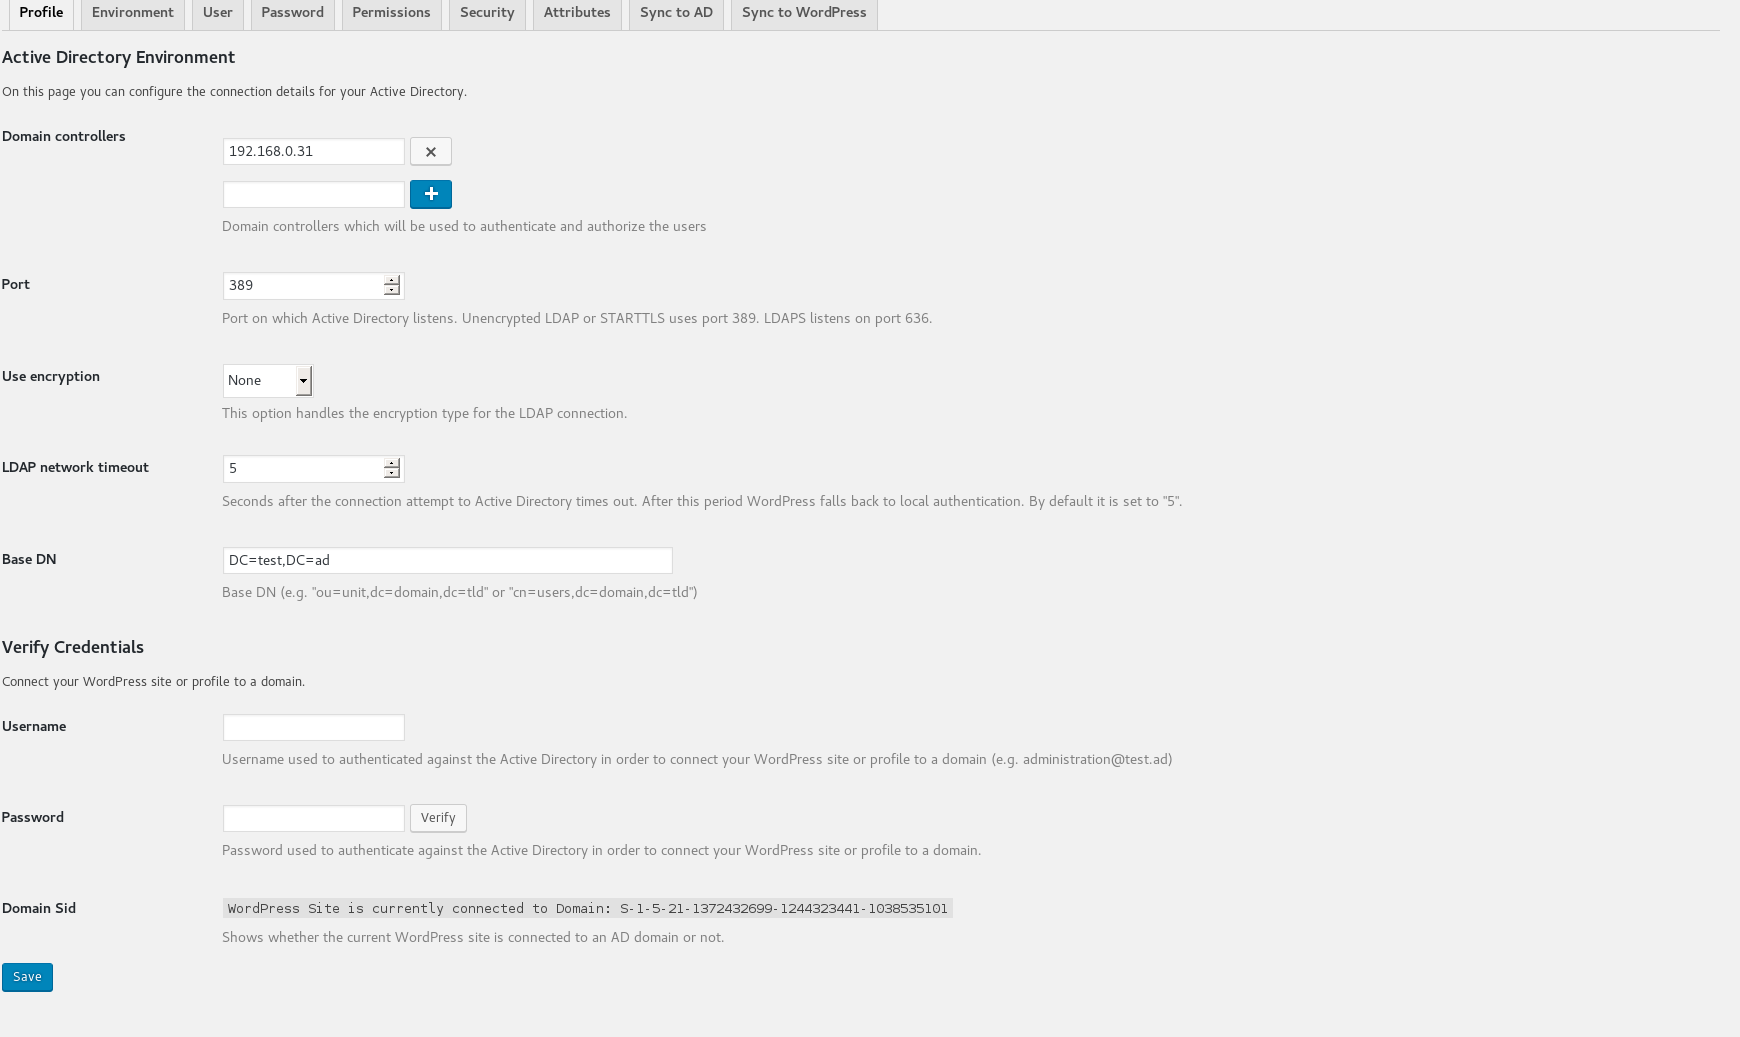 Profile Environment User Password Permissions Security Attributes Sync to AD Sync to WordPress
Active Directory Environment
On this page you can configure the connection details for your Active Directory.
Domain controllers
192.168.0.31
Domain controllers which will be used to authenticate and authorize the users
Port
389
Port on which Active Directory listens. Unencrypted LDAP or STARTTLS uses port 389. LDAPS listens on port 636.
Use encryption
None
This option handles the encryption type for the LDAP connection.
LDAP network timeout
5
Seconds after the connection attempt to Active Directory times out. After this period WordPress falls back to local authentication. By default it is set to "5".
Base DN
DC=test,DC=ad
Base DN (e.g. "ou=unit,dc=domain,dc=tld" or "cn=users,dc=domain,dc=tld")
Verify Credentials
Connect your WordPress site or profile to a domain.
Username
Username used to authenticated against the Active Directory in order to connect your WordPress site or profile to a domain (e.g. administration@test.ad)
Password
Verify
Password used to authenticate against the Active Directory in order to connect your WordPress site or profile to a domain.
Domain Sid
WordPress Site is currently connected to Domain: S-1-5-21-1372432699-1244323441-1038535101
Shows whether the current WordPress site is connected to an AD domain or not.
Save